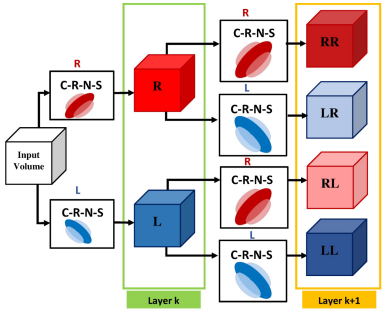 R
C-R-N-S
Input
Volume
L
C-R-N-S
R
L
R
C-R-N-S
L
C-R-N-S
R
C-R-N-S
L
C-R-N-S
RR
LR
RL
LL
Layer k
Layer k+1